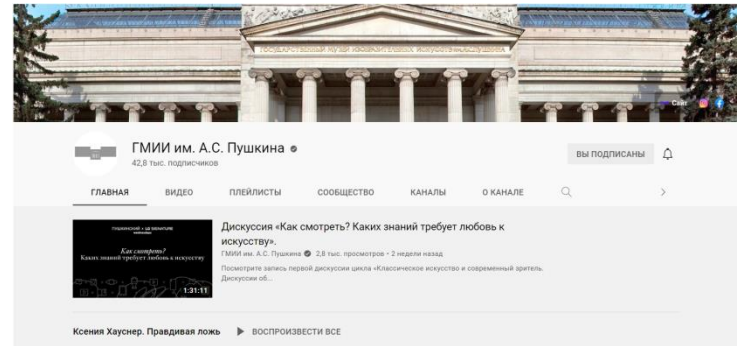 ГОСУДАРСТВЕННЫЙ МУЗЕЙ ИЗОБРАЗИТЕЛЬНЫХ ИСКУССТВ
Сайт
ГМИИ им. А.С. Пушкина
42,8 тыс. подписчиков
ВЫ ПОДПИСАНЫ
ГЛАВНАЯ ВИДЕО ПЛЕЙЛИСТЫ СООБЩЕСТВО КАНАЛЫ О КАНАЛЕ
Как смотреть?
Каких знаний требует любовь к искусству
1:31:11
Дискуссия «Как смотреть? Каких знаний требует любовь к
искусству».
ГМИИ им. А.С. Пушкина 2,8 тыс. просмотров • 2 недели назад
Посмотрите запись первой дискуссии цикла «Классическое искусство и современный зритель.
Дискуссии об...
Ксения Хауснер. Правдивая ложь ВОСПРОИЗВЕСТИ ВСЕ